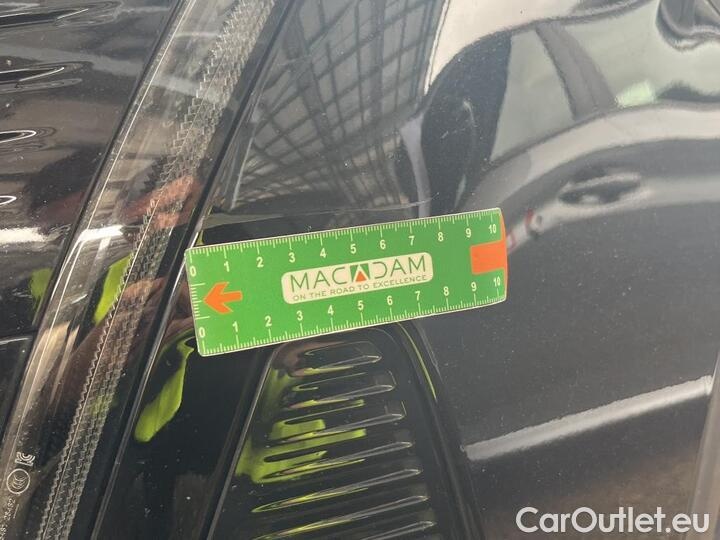 0 1 2 3 4 5 6 7 8 9 10
MACADAM
ON THE ROAD TO EXCELLENCE
0 1 2 3 4 5 6 7 8 9 10
CarOutlet.eu